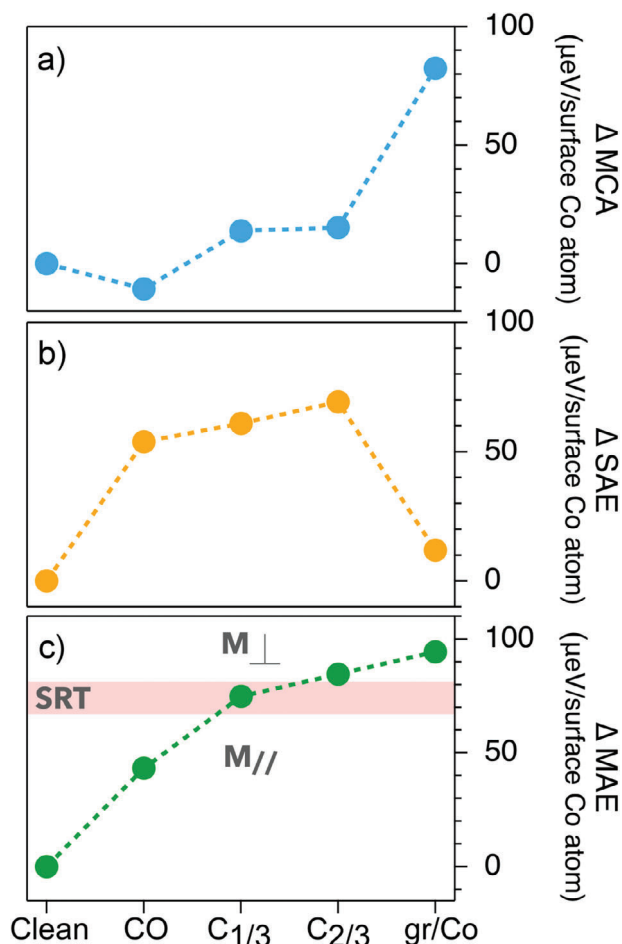 a)
100
50
0
Δ MCA
(µeV/surface Co atom)
b)
100
50
0
Δ SAE
(µeV/surface Co atom)
c)
M⊥
SRT
M//
100
50
0
Δ MAE
(µeV/surface Co atom)
Clean CO C1/3 C2/3 gr/Co